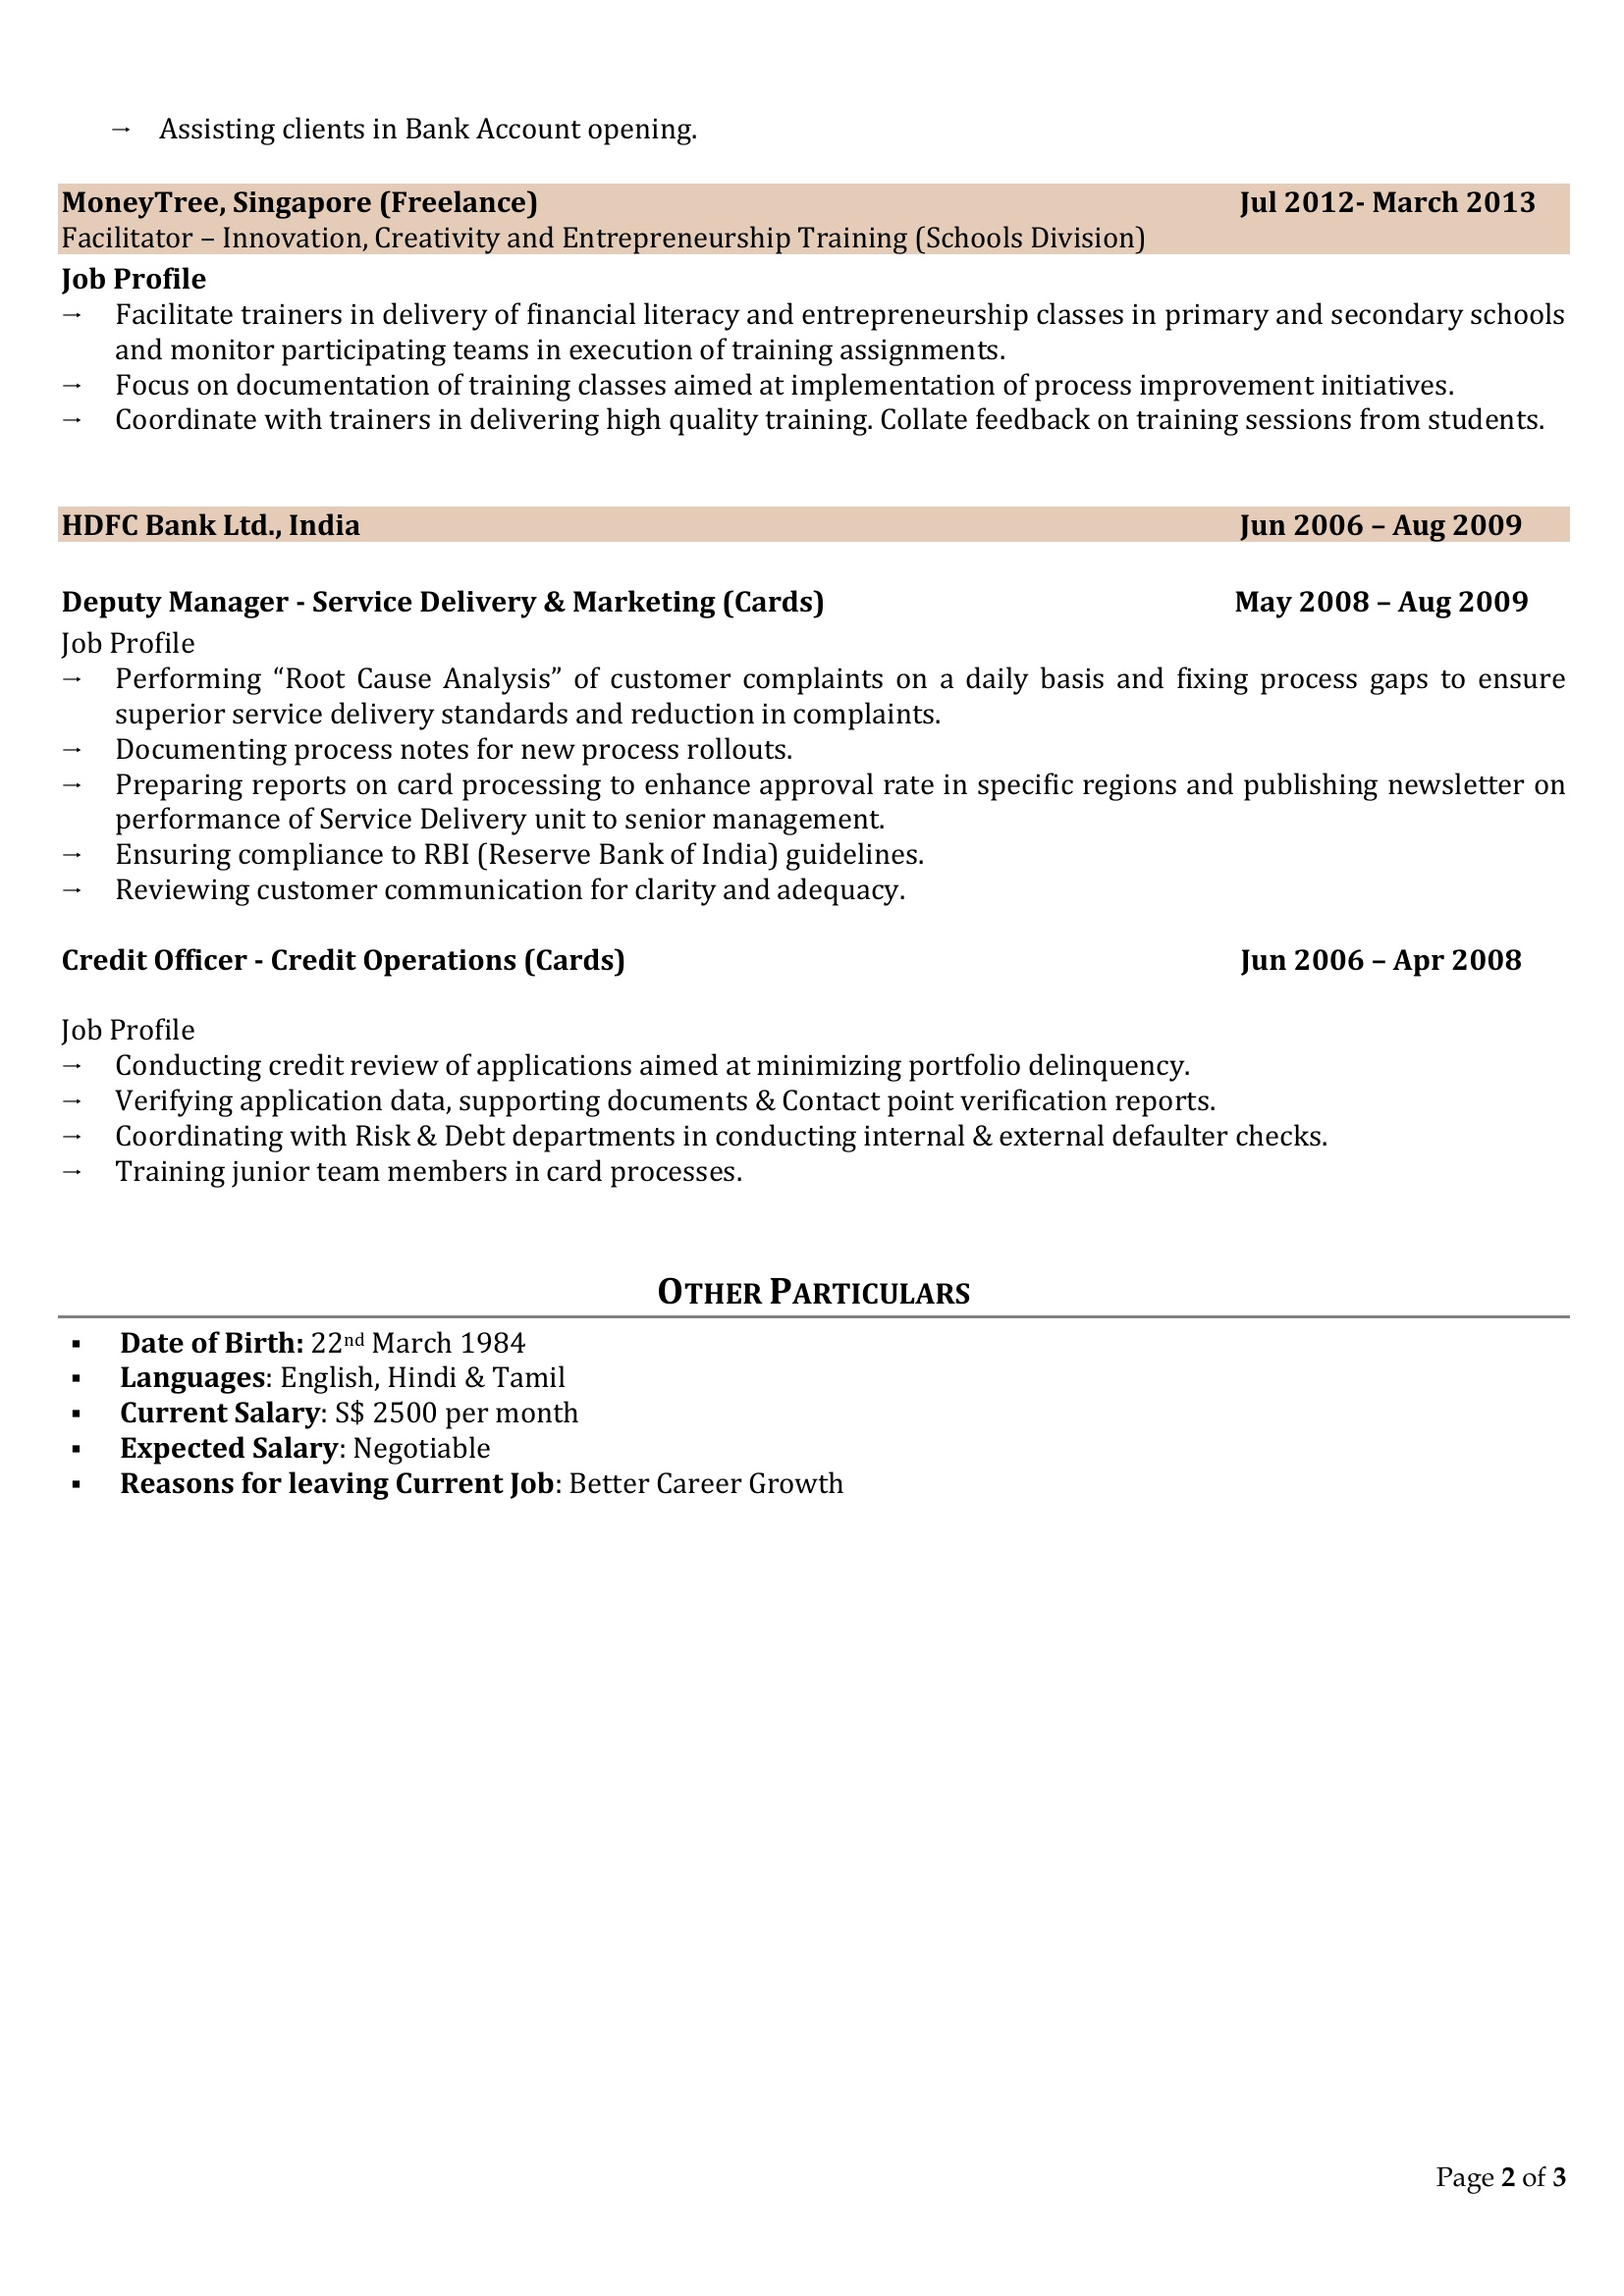 → Assisting clients in Bank Account opening.
MoneyTree, Singapore (Freelance) Jul 2012- March 2013
Facilitator – Innovation, Creativity and Entrepreneurship Training (Schools Division)
Job Profile
→ Facilitate trainers in delivery of financial literacy and entrepreneurship classes in primary and secondary schools
and monitor participating teams in execution of training assignments.
→ Focus on documentation of training classes aimed at implementation of process improvement initiatives.
→ Coordinate with trainers in delivering high quality training. Collate feedback on training sessions from students.
HDFC Bank Ltd., India Jun 2006 – Aug 2009
Deputy Manager - Service Delivery & Marketing (Cards) May 2008 – Aug 2009
Job Profile
→ Performing “Root Cause Analysis” of customer complaints on a daily basis and fixing process gaps to ensure
superior service delivery standards and reduction in complaints.
→ Documenting process notes for new process rollouts.
→ Preparing reports on card processing to enhance approval rate in specific regions and publishing newsletter on
performance of Service Delivery unit to senior management.
→ Ensuring compliance to RBI (Reserve Bank of India) guidelines.
→ Reviewing customer communication for clarity and adequacy.
Credit Officer - Credit Operations (Cards) Jun 2006 – Apr 2008
Job Profile
→ Conducting credit review of applications aimed at minimizing portfolio delinquency.
→ Verifying application data, supporting documents & Contact point verification reports.
→ Coordinating with Risk & Debt departments in conducting internal & external defaulter checks.
→ Training junior team members in card processes.
OTHER PARTICULARS
▪ Date of Birth: 22nd March 1984
▪ Languages: English, Hindi & Tamil
▪ Current Salary: S$ 2500 per month
▪ Expected Salary: Negotiable
▪ Reasons for leaving Current Job: Better Career Growth
Page 2 of 3